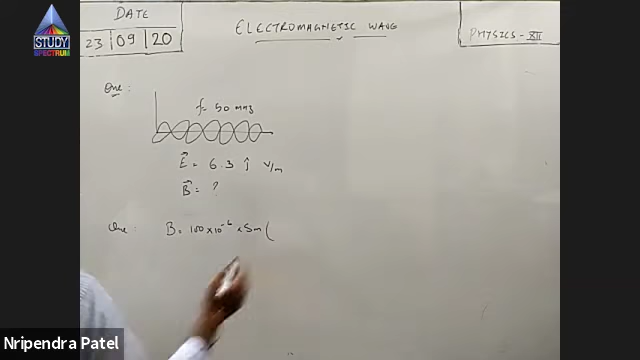 STUDY
SPECTRUM
DATE
23 | 09 | 20
ELECTROMAGNETIC WAVE
PHYSICS - XII
Que :
f= 50 mHz
E⃗ = 6.3 ĵ V/m
B⃗ = ?
Que : B = 100 × 10⁻⁶ × Sin (
Nripendra Patel